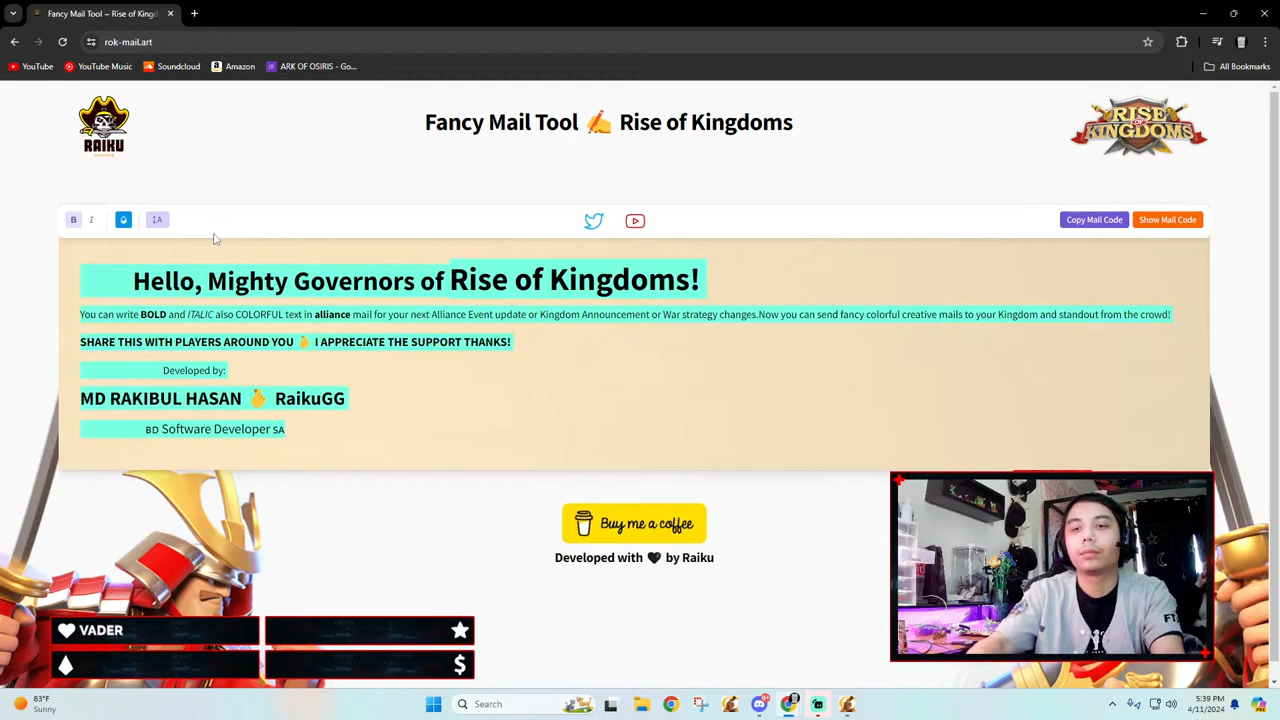 Fancy Mail Tool ~ Rise of Kingd
rok-mail.art
YouTube
YouTube Music
Soundcloud
Amazon
ARK OF OSIRIS - Go...
All Bookmarks
RAIKU
Fancy Mail Tool ✍️ Rise of Kingdoms
RISE OF KINGDOMS
B
I
A
Copy Mail Code
Show Mail Code
Hello, Mighty Governors of Rise of Kingdoms!
You can write BOLD and ITALIC also COLORFUL text in alliance mail for your next Alliance Event update or Kingdom Announcement or War strategy changes.Now you can send fancy colorful creative mails to your Kingdom and standout from the crowd!
SHARE THIS WITH PLAYERS AROUND YOU 🫰 I APPRECIATE THE SUPPORT THANKS!
Developed by:
MD RAKIBUL HASAN 🫰 RaikuGG
BD Software Developer SA
Buy me a coffee
Developed with 🖤 by Raiku
VADER
$
83°F
Sunny
Search
5:39 PM
4/11/2024